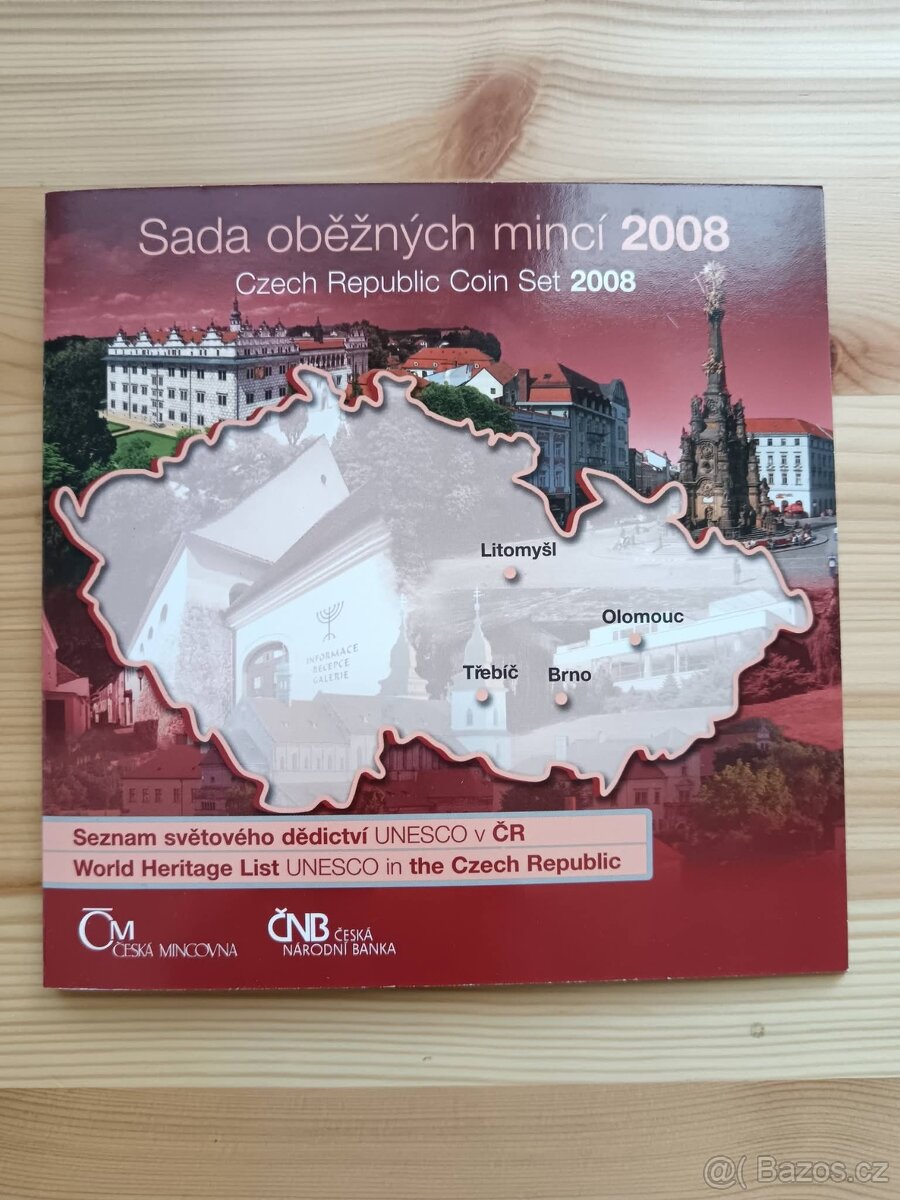 Sada oběžných mincí 2008
Czech Republic Coin Set 2008
Litomyšl
Olomouc
Třebíč
Brno
INFORMACE
RECEPCE
GALERIE
Seznam světového dědictví UNESCO v ČR
World Heritage List UNESCO in the Czech Republic
ČM ČESKÁ MINCOVNA
ČNB ČESKÁ
NÁRODNÍ BANKA
@( Bazos.cz